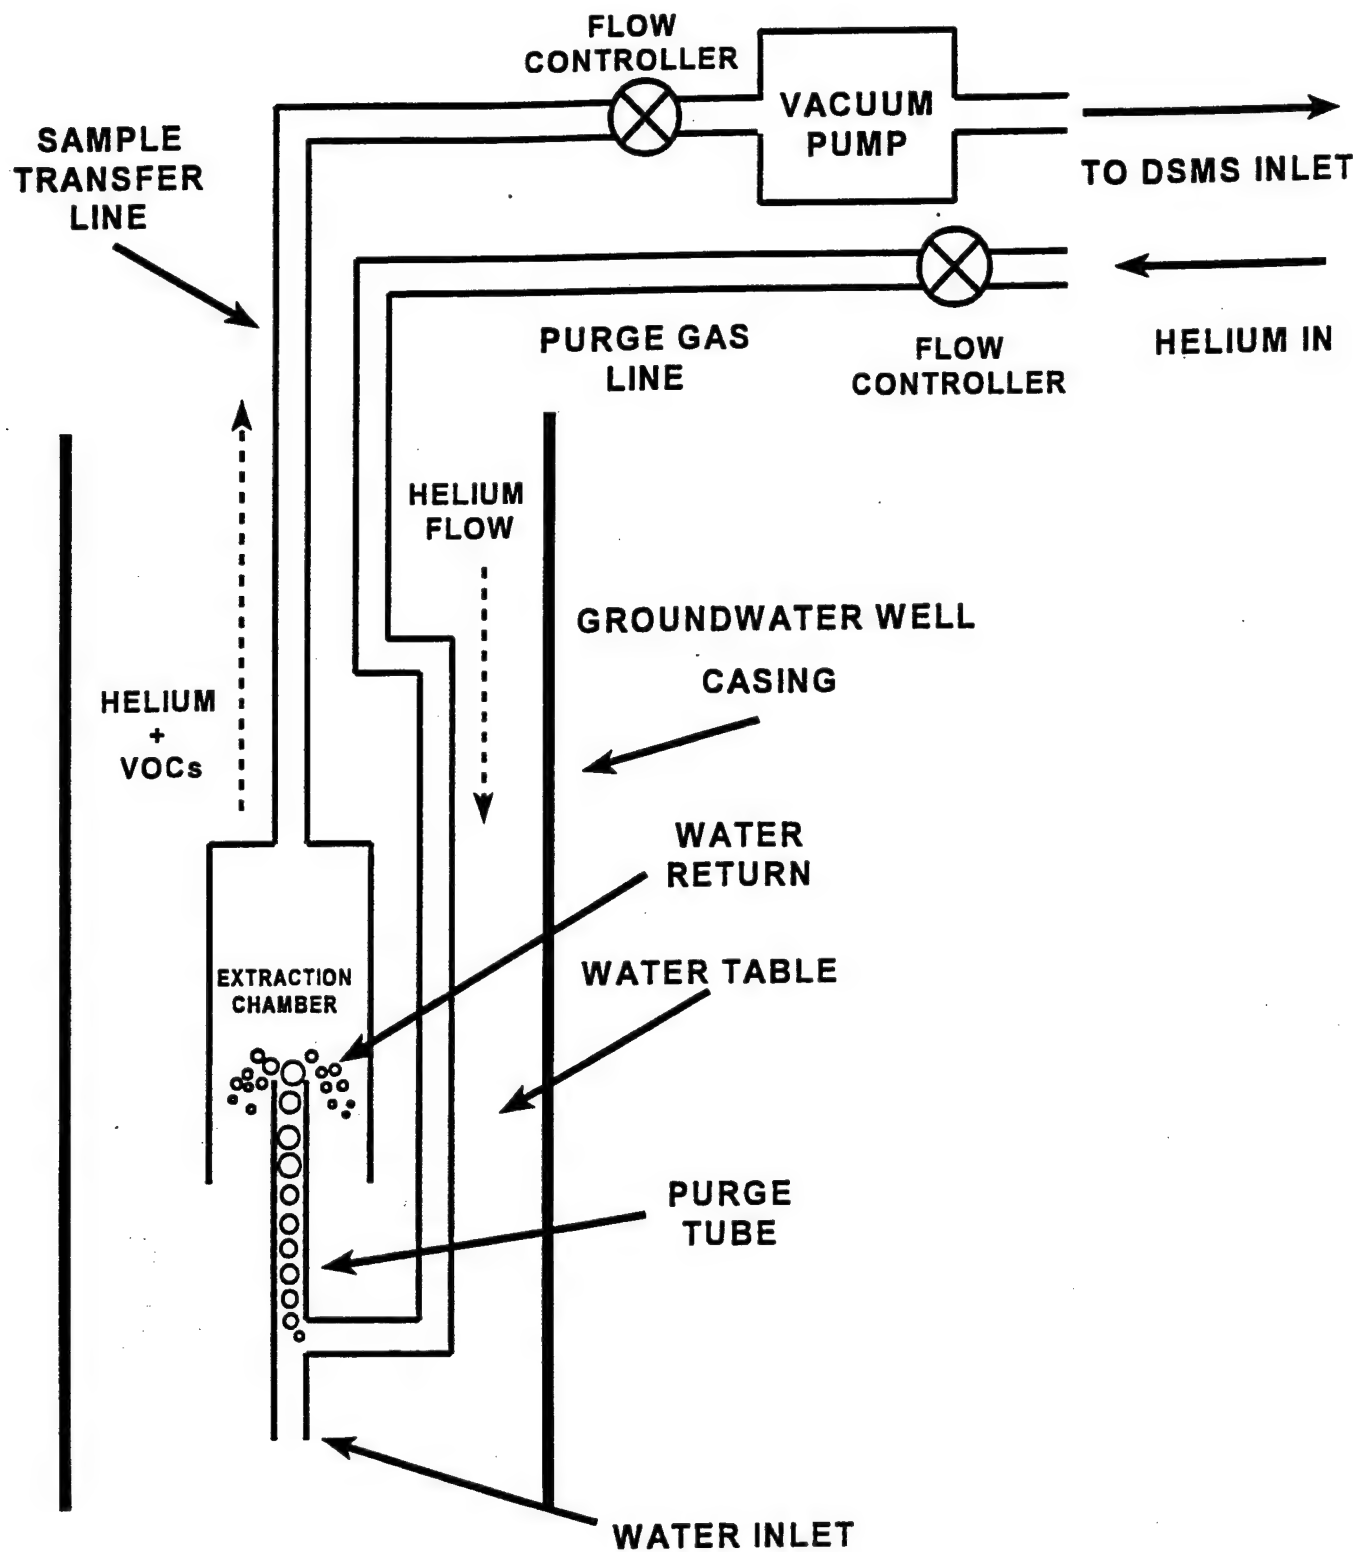 FLOW
CONTROLLER
VACUUM
PUMP
SAMPLE
TRANSFER
LINE
TO DSMS INLET
PURGE GAS
LINE
FLOW
CONTROLLER
HELIUM IN
HELIUM
FLOW
GROUNDWATER WELL
CASING
HELIUM
+
VOCs
WATER
RETURN
EXTRACTION
CHAMBER
WATER TABLE
PURGE
TUBE
WATER INLET